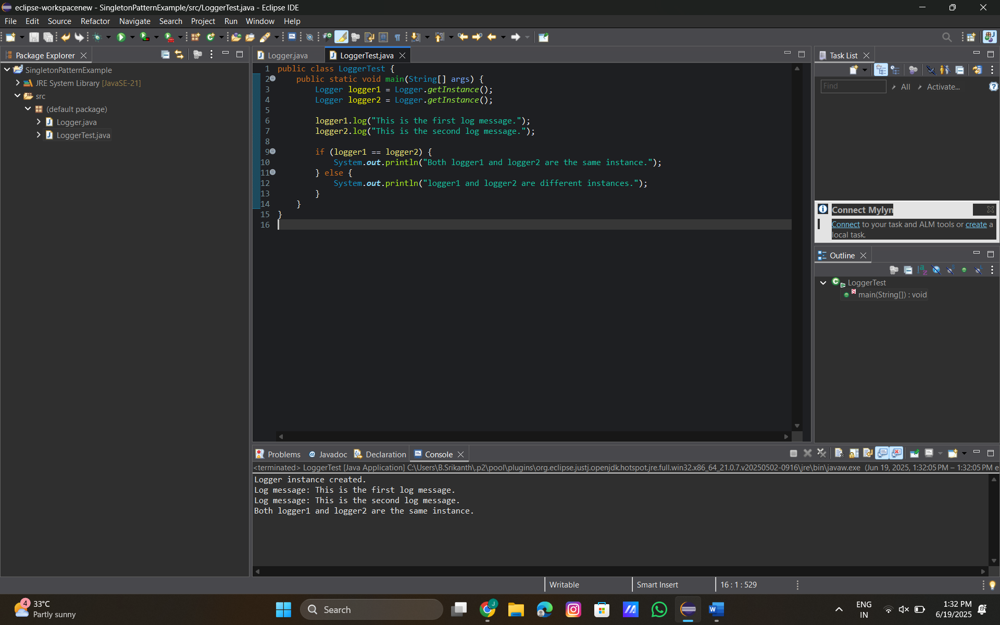 eclipse-workspacenew - SingletonPatternExample/src/LoggerTest.java - Eclipse IDE
File Edit Source Refactor Navigate Search Project Run Window Help
Package Explorer
SingletonPatternExample
JRE System Library [JavaSE-21]
src
(default package)
Logger.java
LoggerTest.java
Logger.java LoggerTest.java
1 public class LoggerTest {
2 public static void main(String[] args) {
3 Logger logger1 = Logger.getInstance();
4 Logger logger2 = Logger.getInstance();
5
6 logger1.log("This is the first log message.");
7 logger2.log("This is the second log message.");
8
9 if (logger1 == logger2) {
10 System.out.println("Both logger1 and logger2 are the same instance.");
11 } else {
12 System.out.println("logger1 and logger2 are different instances.");
13 }
14 }
15 }
16
Task List
Find All Activate...
Connect Mylyn
Connect to your task and ALM tools or create a
local task.
Outline
LoggerTest
main(String[]) : void
Problems Javadoc Declaration Console
<terminated> LoggerTest [Java Application] C:\Users\B.Srikanth\.p2\pool\plugins\org.eclipse.justj.openjdk.hotspot.jre.full.win32.x86_64_21.0.7.v20250502-0916\jre\bin\javaw.exe (Jun 19, 2025, 1:32:05 PM – 1:32:05 PM e
Logger instance created.
Log message: This is the first log message.
Log message: This is the second log message.
Both logger1 and logger2 are the same instance.
Writable Smart Insert 16 : 1 : 529
4
33°C
Partly sunny
Search
J
ENG
IN
1:32 PM
6/19/2025